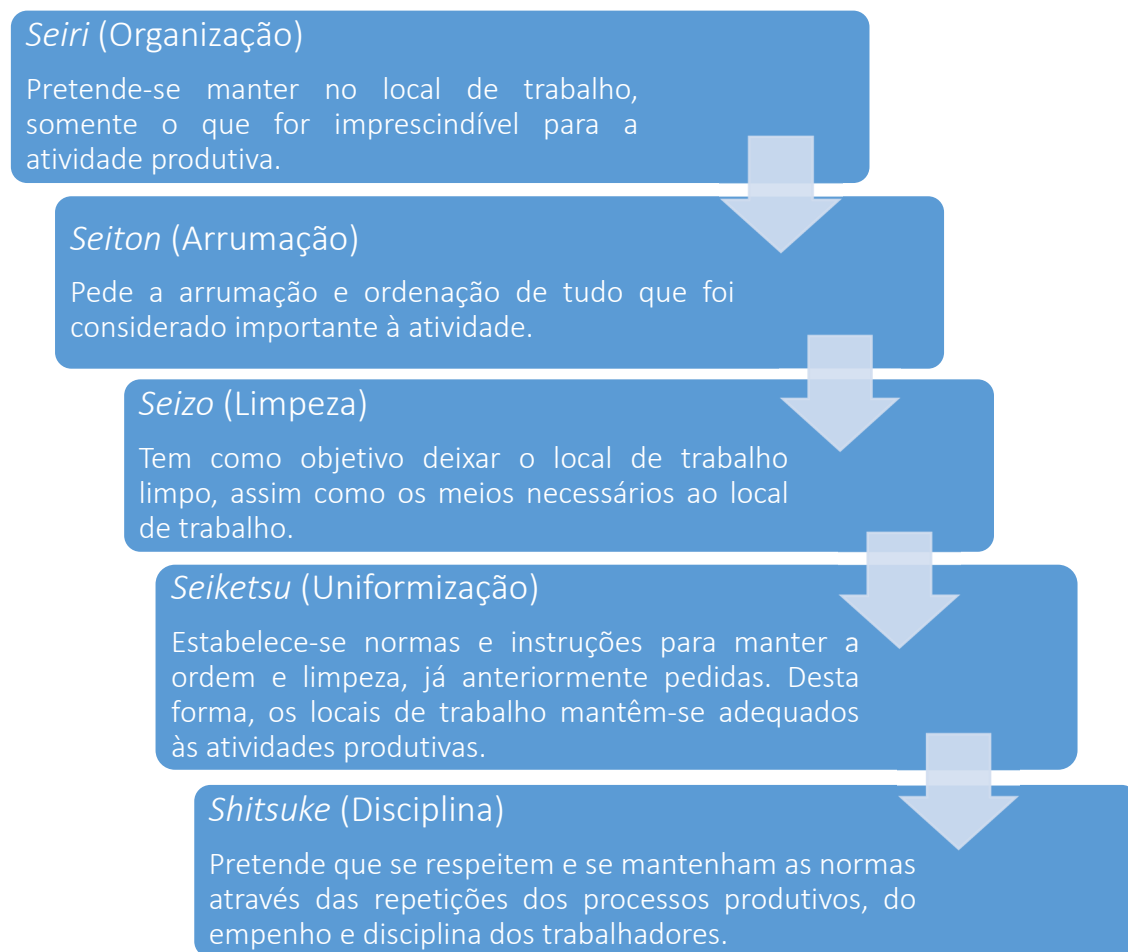 Seiri (Organização)
Pretende-se manter no local de trabalho,
somente o que for imprescindível para a
atividade produtiva.
Seiton (Arrumação)
Pede a arrumação e ordenação de tudo que foi
considerado importante à atividade.
Seizo (Limpeza)
Tem como objetivo deixar o local de trabalho
limpo, assim como os meios necessários ao local
de trabalho.
Seiketsu (Uniformização)
Estabelece-se normas e instruções para manter a
ordem e limpeza, já anteriormente pedidas. Desta
forma, os locais de trabalho mantêm-se adequados
às atividades produtivas.
Shitsuke (Disciplina)
Pretende que se respeitem e se mantenham as normas
através das repetições dos processos produtivos, do
empenho e disciplina dos trabalhadores.